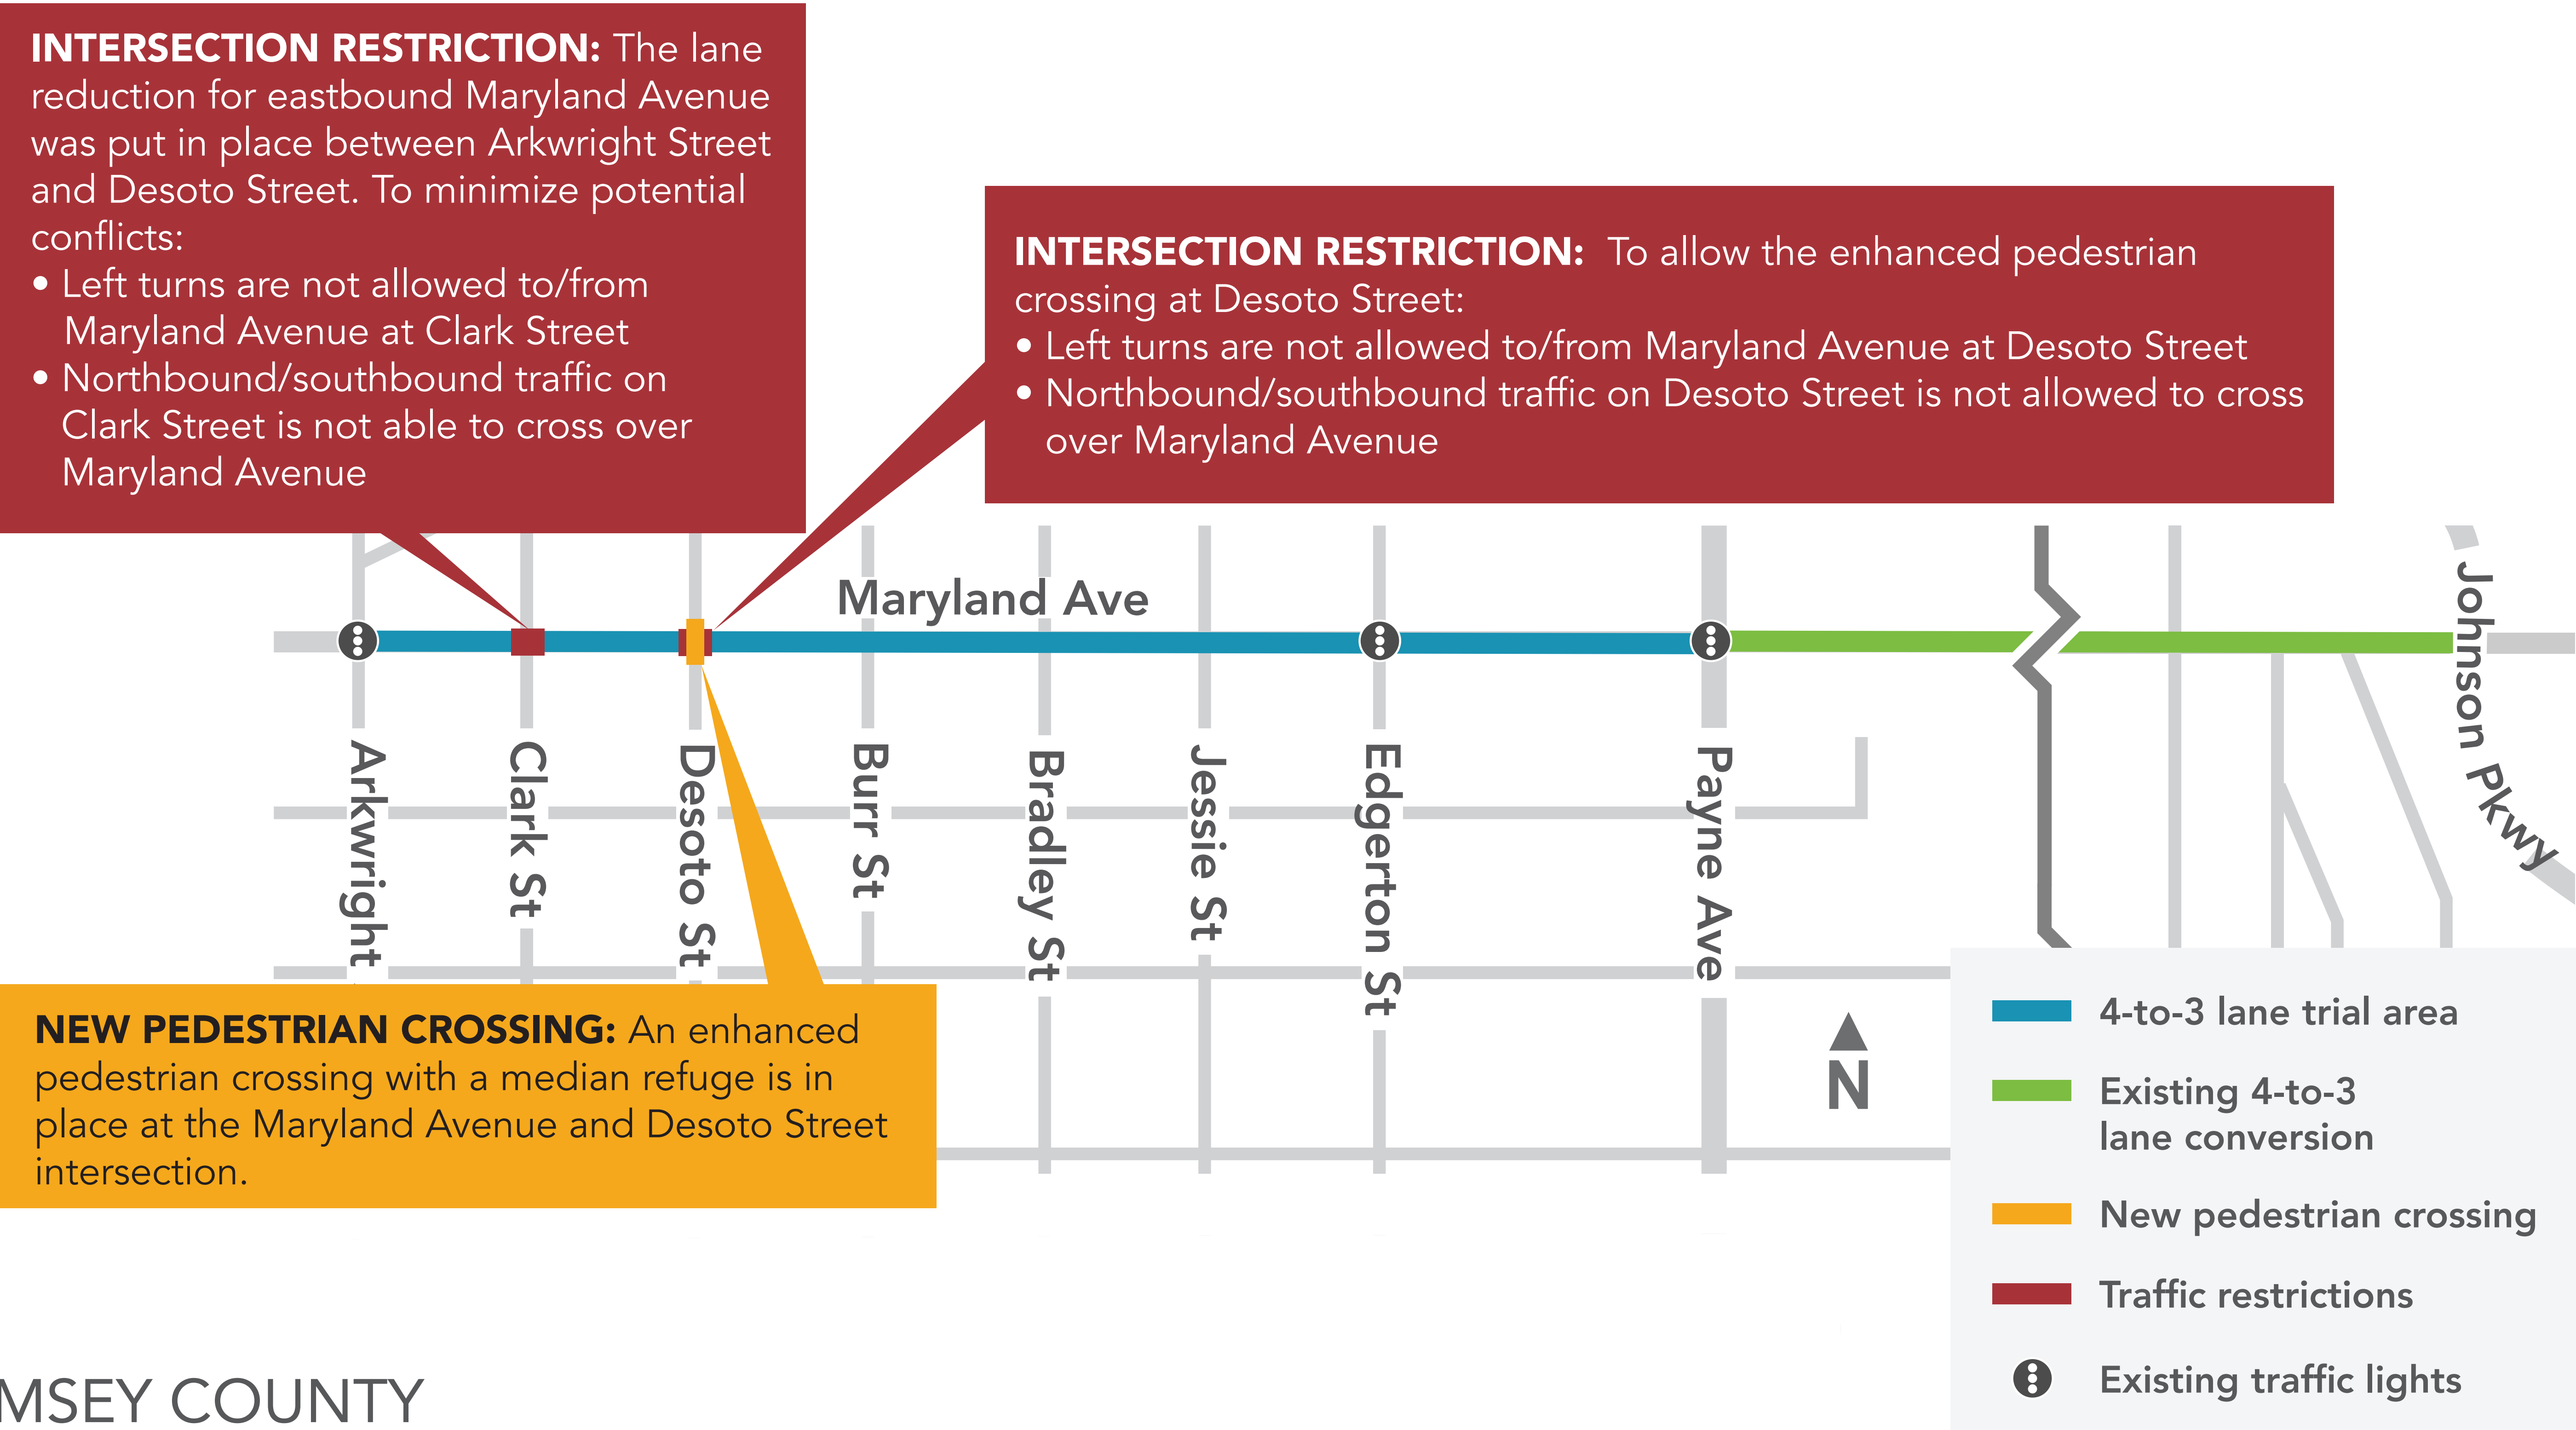 INTERSECTION RESTRICTION: The lane
reduction for eastbound Maryland Avenue
was put in place between Arkwright Street
and Desoto Street. To minimize potential
conflicts:
• Left turns are not allowed to/from
Maryland Avenue at Clark Street
• Northbound/southbound traffic on
Clark Street is not able to cross over
Maryland Avenue
INTERSECTION RESTRICTION: To allow the enhanced pedestrian
crossing at Desoto Street:
• Left turns are not allowed to/from Maryland Avenue at Desoto Street
• Northbound/southbound traffic on Desoto Street is not allowed to cross
over Maryland Avenue
Maryland Ave
Arkwright
Clark St
Desoto St
Burr St
Bradley St
Jessie St
Edgerton St
Payne Ave
Johnson Pkwy
NEW PEDESTRIAN CROSSING: An enhanced
pedestrian crossing with a median refuge is in
place at the Maryland Avenue and Desoto Street
intersection.
N
4-to-3 lane trial area
Existing 4-to-3
lane conversion
New pedestrian crossing
Traffic restrictions
Existing traffic lights
MSEY COUNTY